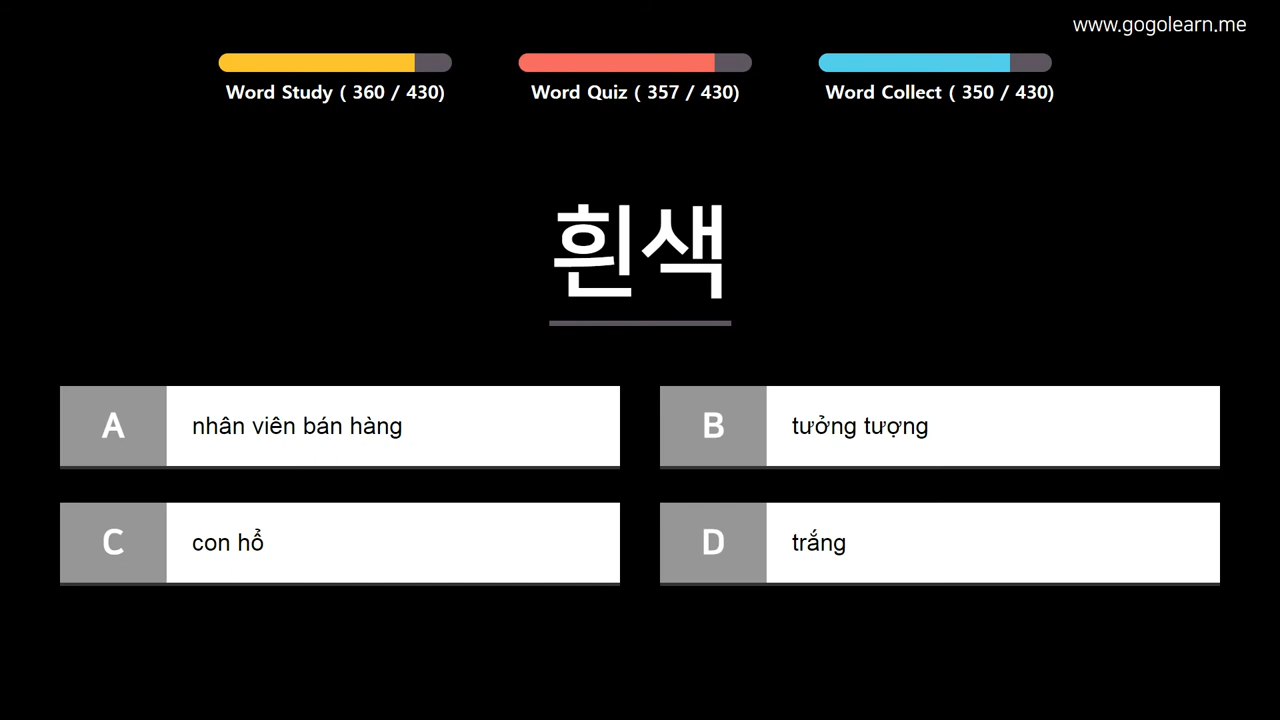 www.gogolearn.me
Word Study ( 360 / 430)
Word Quiz ( 357 / 430)
Word Collect ( 350 / 430)
흰색
A nhân viên bán hàng
B tưởng tượng
C con hổ
D trắng